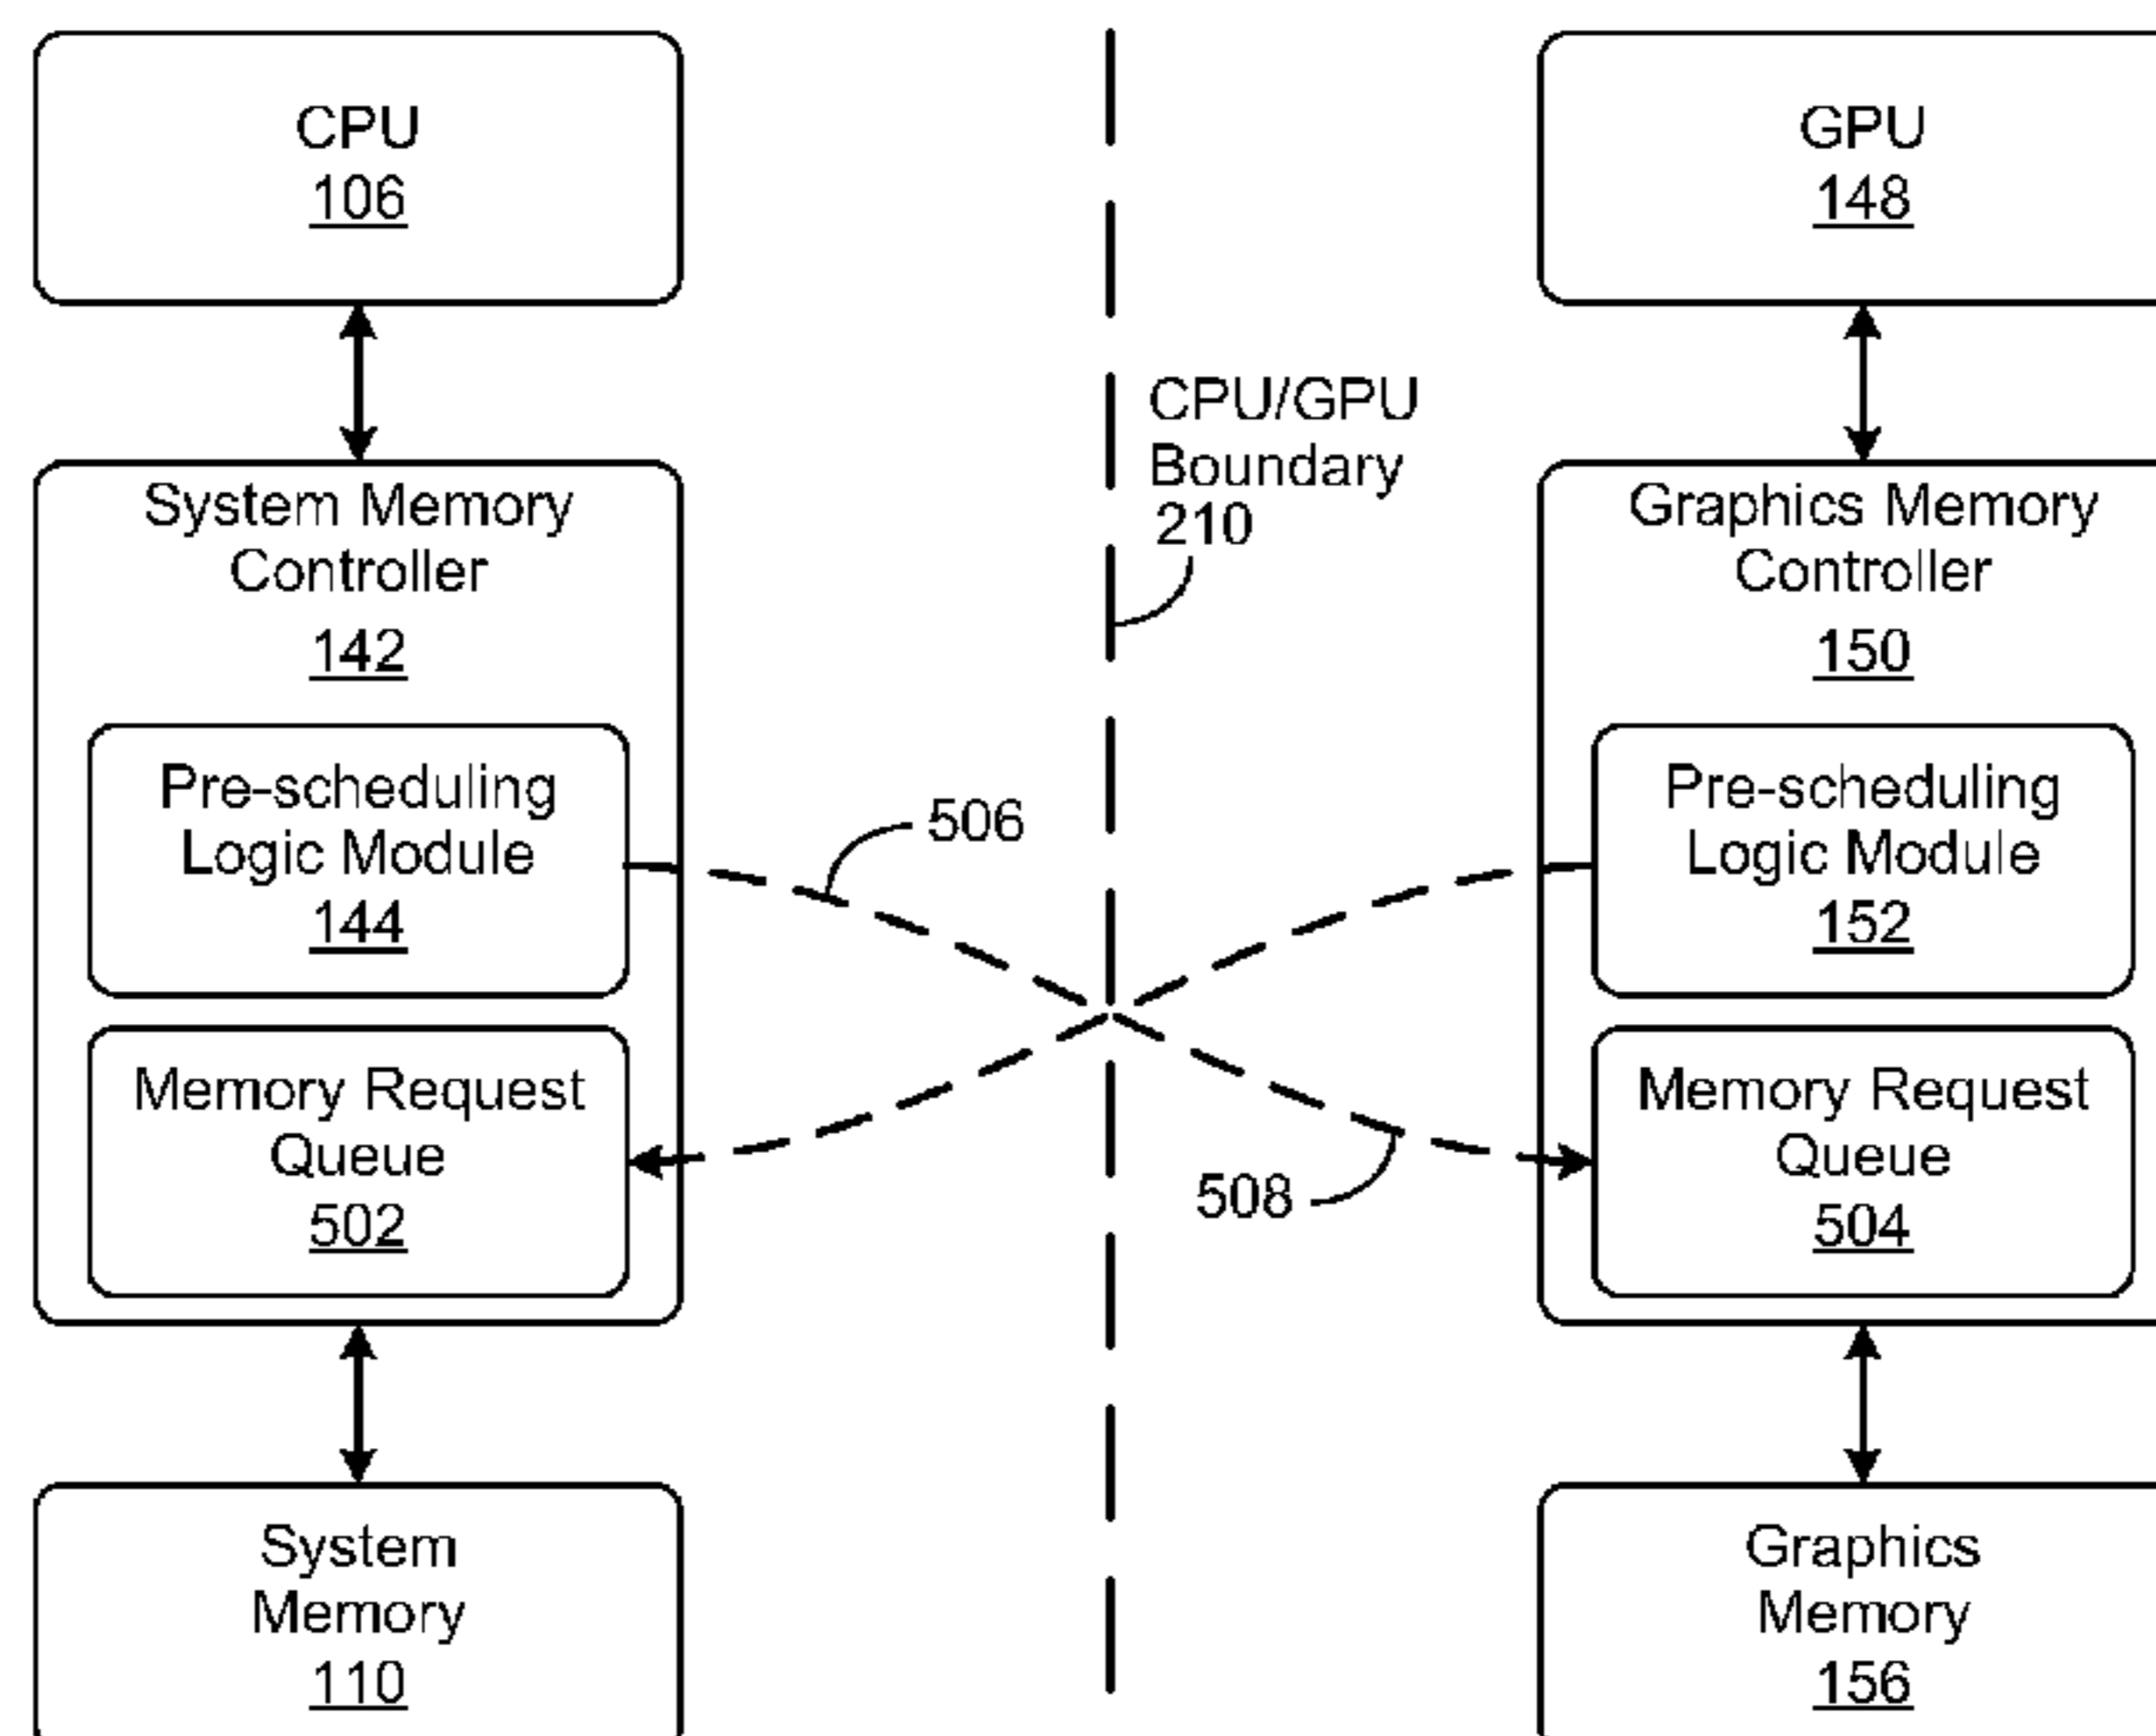 CPU
106
GPU
148
CPU/GPU
Boundary
210
System Memory
Controller
142
Graphics Memory
Controller
150
Pre-scheduling
Logic Module
144
506
Pre-scheduling
Logic Module
152
Memory Request
Queue
502
508
Memory Request
Queue
504
System
Memory
110
Graphics
Memory
156